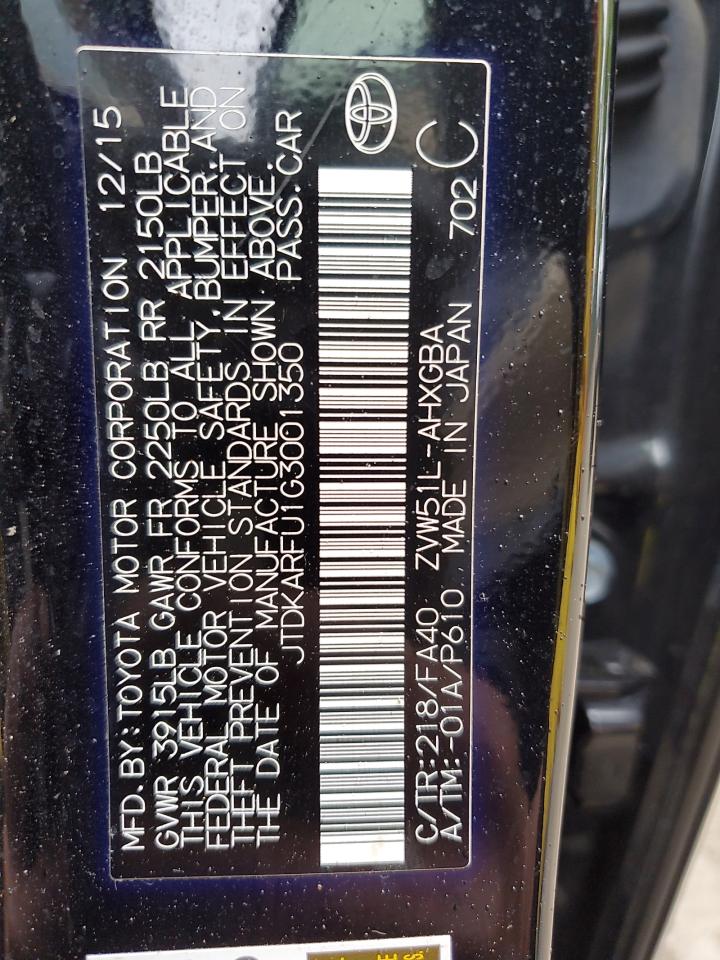 MFD.BY:TOYOTA MOTOR CORPORATION 12/15
GVWR 3915LB GAWR FR 2250LB RR 2150LB
THIS VEHICLE CONFORMS TO ALL APPLICABLE
FEDERAL MOTOR VEHICLE SAFETY,BUMPER,AND
THEFT PREVENTION STANDARDS IN EFFECT ON
THE DATE OF MANUFACTURE SHOWN ABOVE.
JTDKARFU1G3001350 PASS.CAR
C/TR:218/FA40 ZVW51L-AHXGBA
A/TM:-01A/P610 MADE IN JAPAN 702 C